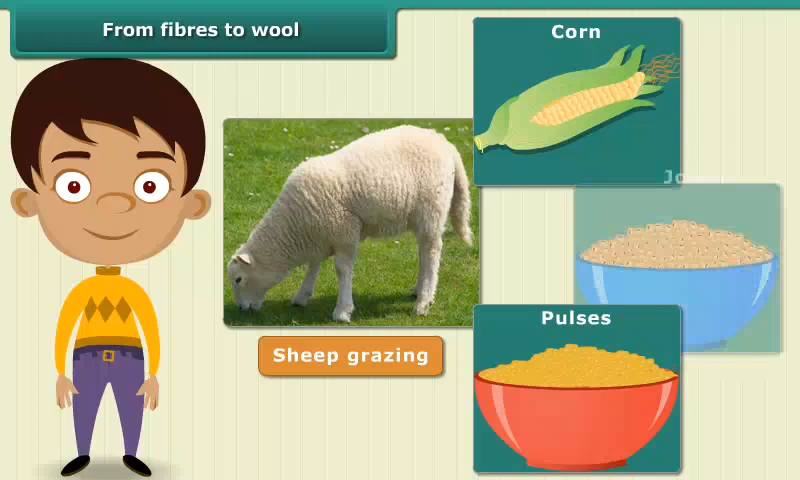 From fibres to wool
Corn
Pulses
Sheep grazing